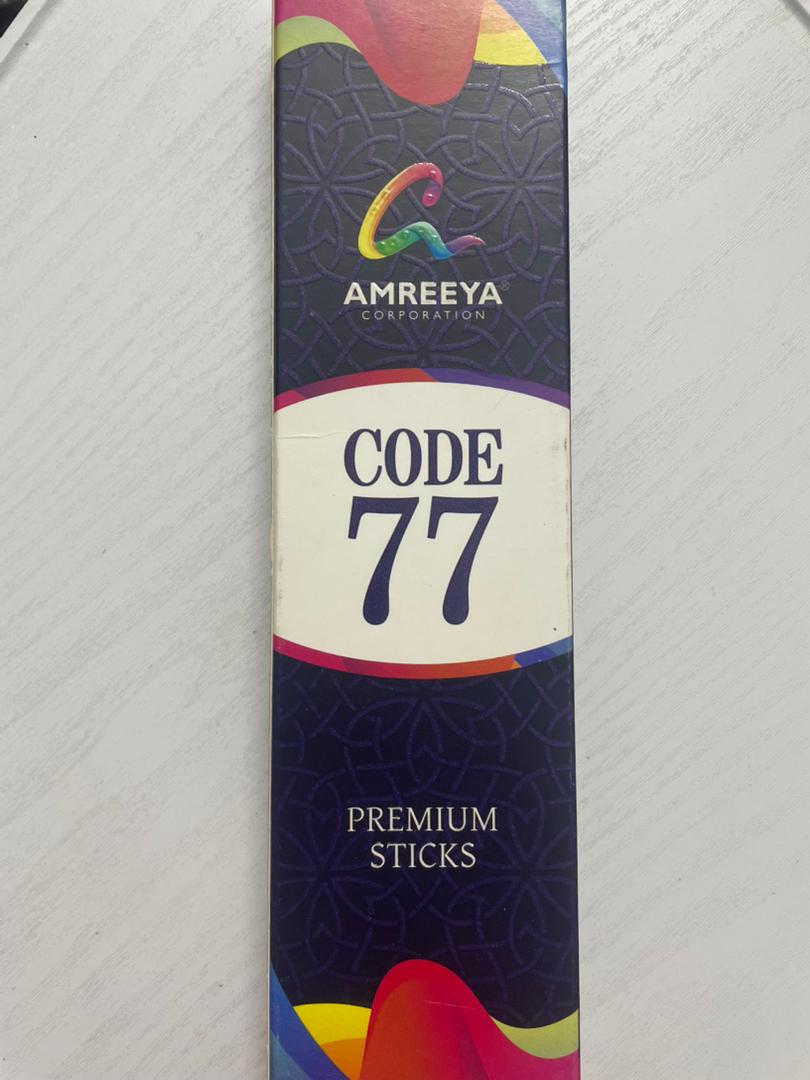 AMREEYA®
CORPORATION
CODE
77
PREMIUM
STICKS